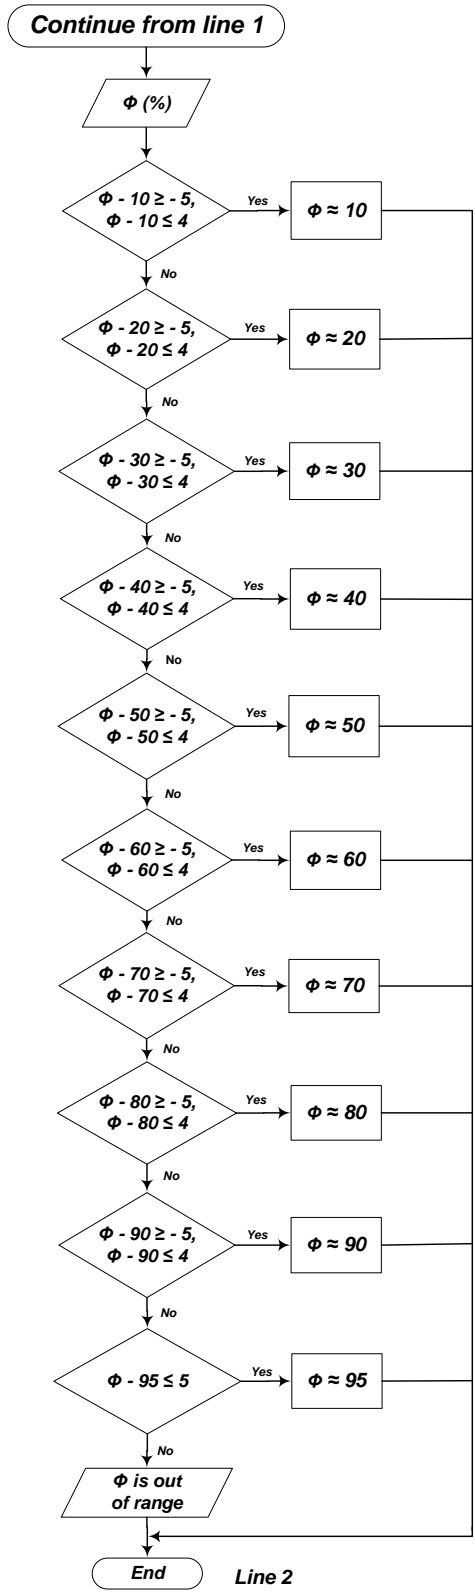 Continue from line 1
Φ (%)
Φ - 10 ≥ - 5,
Φ - 10 ≤ 4
Yes
Φ ≈ 10
No
Φ - 20 ≥ - 5,
Φ - 20 ≤ 4
Yes
Φ ≈ 20
No
Φ - 30 ≥ - 5,
Φ - 30 ≤ 4
Yes
Φ ≈ 30
No
Φ - 40 ≥ - 5,
Φ - 40 ≤ 4
Yes
Φ ≈ 40
No
Φ - 50 ≥ - 5,
Φ - 50 ≤ 4
Yes
Φ ≈ 50
No
Φ - 60 ≥ - 5,
Φ - 60 ≤ 4
Yes
Φ ≈ 60
No
Φ - 70 ≥ - 5,
Φ - 70 ≤ 4
Yes
Φ ≈ 70
No
Φ - 80 ≥ - 5,
Φ - 80 ≤ 4
Yes
Φ ≈ 80
No
Φ - 90 ≥ - 5,
Φ - 90 ≤ 4
Yes
Φ ≈ 90
No
Φ - 95 ≤ 5
Yes
Φ ≈ 95
No
Φ is out
of range
End
Line 2